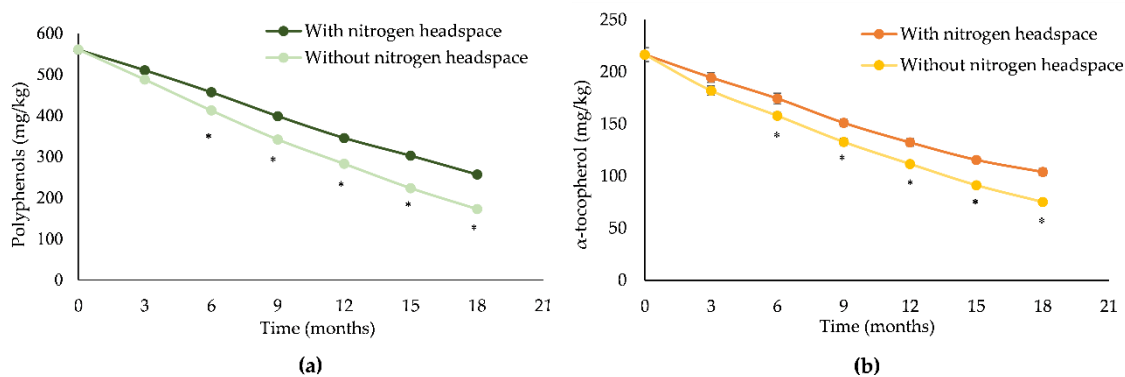 With nitrogen headspace
Without nitrogen headspace
Polyphenols (mg/kg)
600
500
400
300
200
100
0
*
*
*
*
*
0 3 6 9 12 15 18 21
Time (months)
(a)
With nitrogen headspace
Without nitrogen headspace
α-tocopherol (mg/kg)
250
200
150
100
50
0
*
*
*
*
*
0 3 6 9 12 15 18 21
Time (months)
(b)